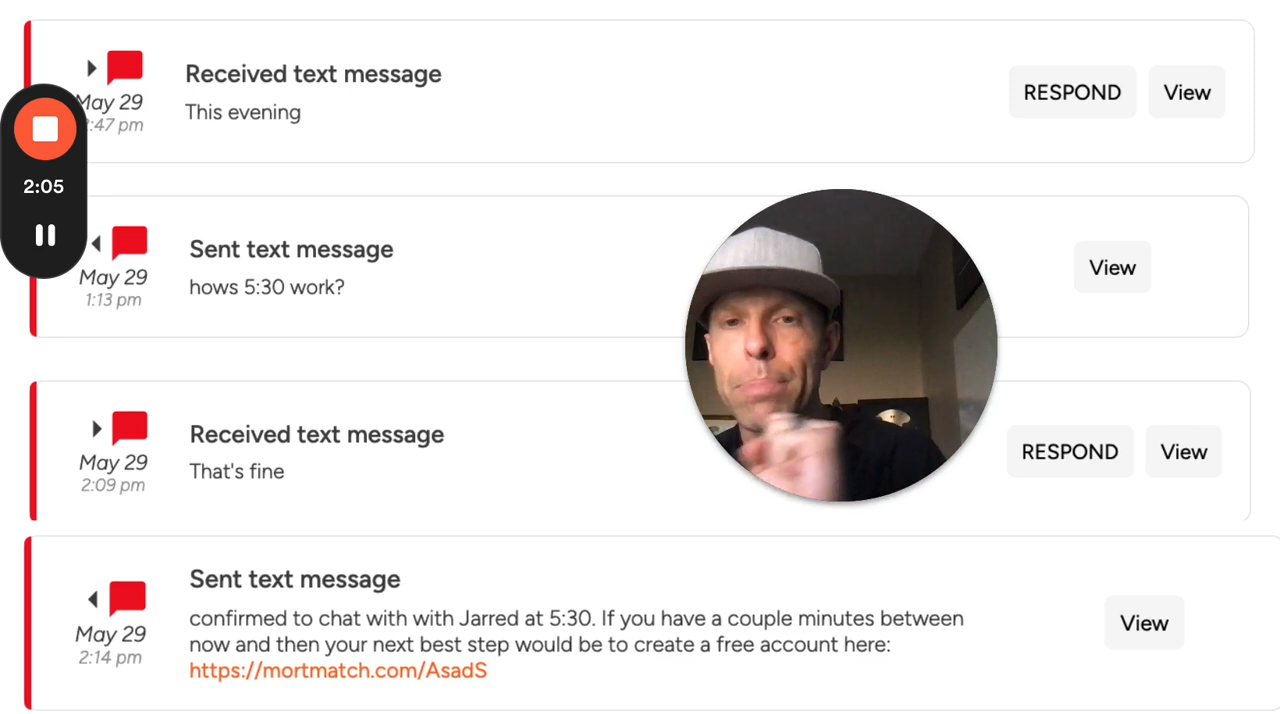 Received text message
This evening
RESPOND
View
May 29
:47 pm
2:05
Sent text message
hows 5:30 work?
View
May 29
1:13 pm
Received text message
That's fine
RESPOND
View
May 29
2:09 pm
Sent text message
confirmed to chat with with Jarred at 5:30. If you have a couple minutes between
now and then your next best step would be to create a free account here:
https://mortmatch.com/AsadS
View
May 29
2:14 pm